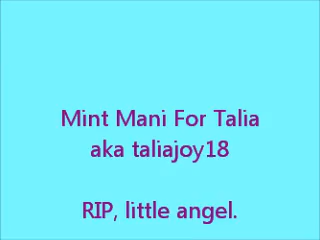 Mint Mani For Talia
aka taliajoy18
RIP, little angel.